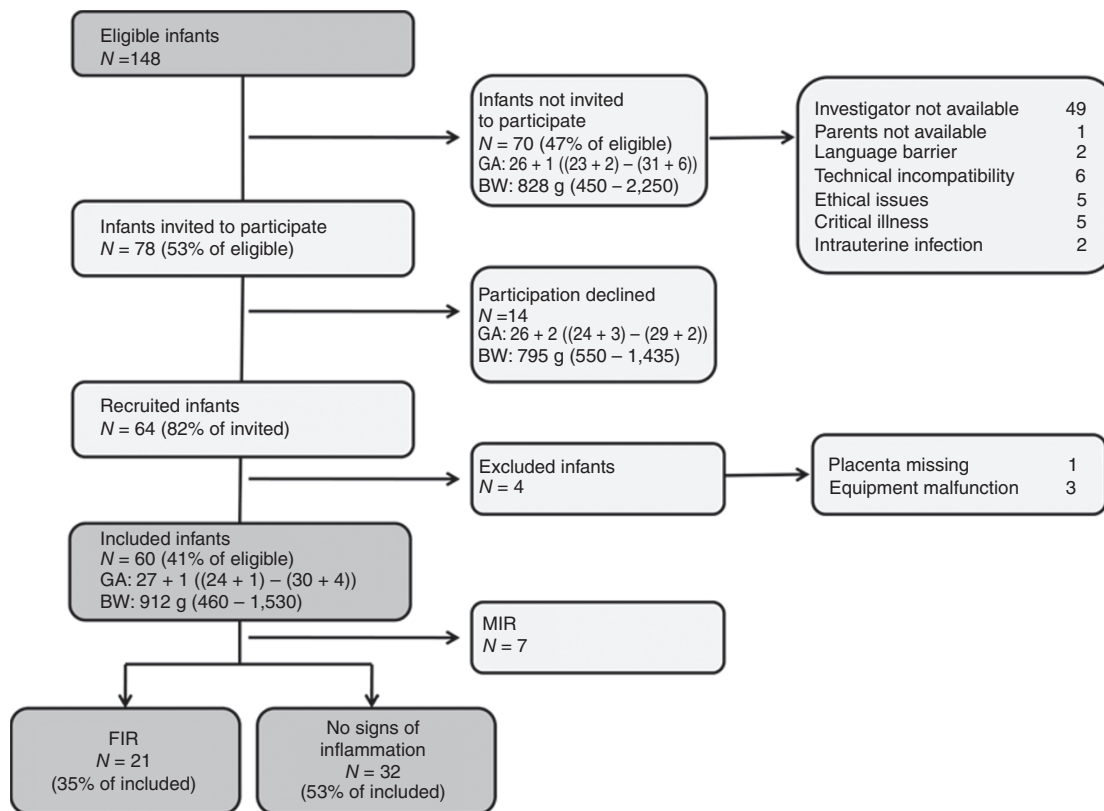 Eligible infants
N =148
Infants not invited
to participate
N = 70 (47% of eligible)
GA: 26 + 1 ((23 + 2) – (31 + 6))
BW: 828 g (450 – 2,250)
Investigator not available 49
Parents not available 1
Language barrier 2
Technical incompatibility 6
Ethical issues 5
Critical illness 5
Intrauterine infection 2
Infants invited to participate
N = 78 (53% of eligible)
Participation declined
N =14
GA: 26 + 2 ((24 + 3) – (29 + 2))
BW: 795 g (550 – 1,435)
Recruited infants
N = 64 (82% of invited)
Excluded infants
N = 4
Placenta missing 1
Equipment malfunction 3
Included infants
N = 60 (41% of eligible)
GA: 27 + 1 ((24 + 1) – (30 + 4))
BW: 912 g (460 – 1,530)
MIR
N = 7
FIR
N = 21
(35% of included)
No signs of
inflammation
N = 32
(53% of included)